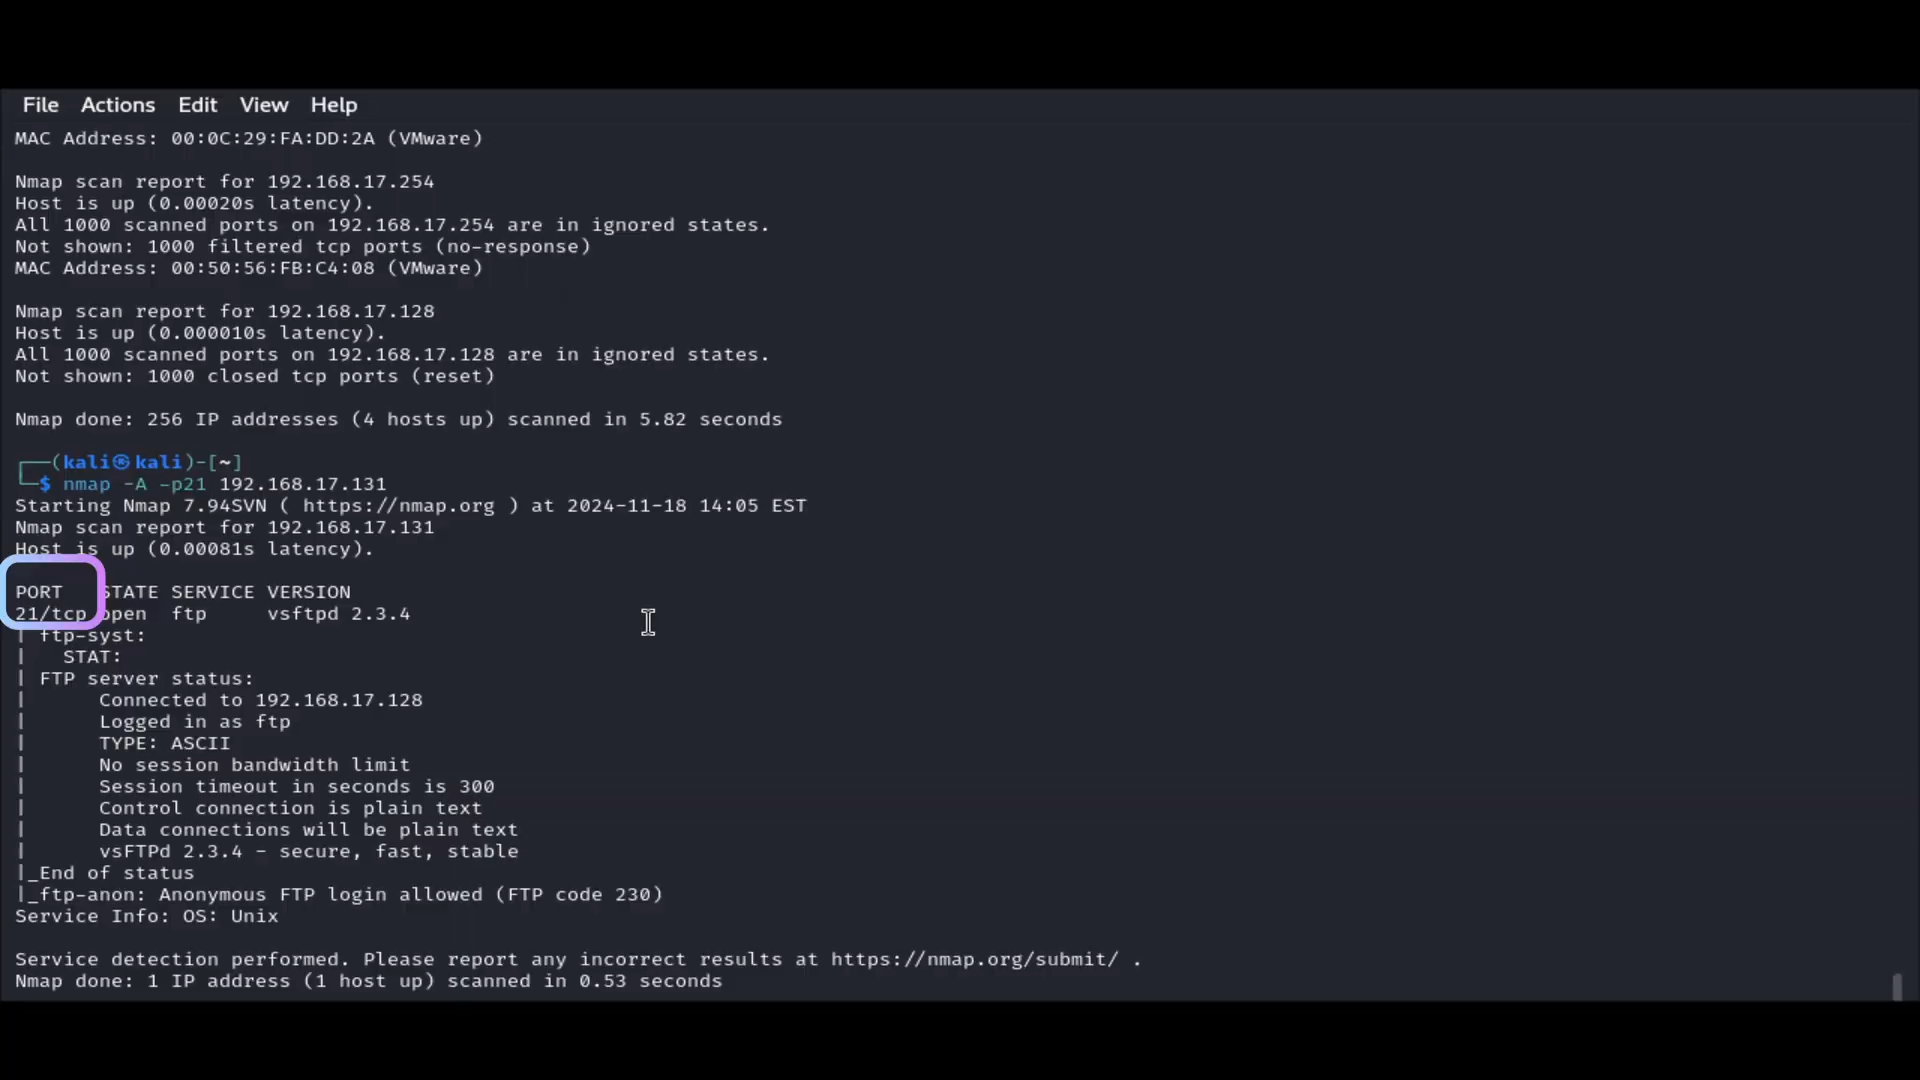 File Actions Edit View Help
MAC Address: 00:0C:29:FA:DD:2A (VMware)
Nmap scan report for 192.168.17.254
Host is up (0.00020s latency).
All 1000 scanned ports on 192.168.17.254 are in ignored states.
Not shown: 1000 filtered tcp ports (no-response)
MAC Address: 00:50:56:FB:C4:08 (VMware)
Nmap scan report for 192.168.17.128
Host is up (0.000010s latency).
All 1000 scanned ports on 192.168.17.128 are in ignored states.
Not shown: 1000 closed tcp ports (reset)
Nmap done: 256 IP addresses (4 hosts up) scanned in 5.82 seconds
┌──(kali㉿kali)-[~]
└─$ nmap -A -p21 192.168.17.131
Starting Nmap 7.94SVN ( https://nmap.org ) at 2024-11-18 14:05 EST
Nmap scan report for 192.168.17.131
Host is up (0.00081s latency).
PORT   STATE SERVICE VERSION
21/tcp open  ftp     vsftpd 2.3.4
| ftp-syst:
|   STAT:
| FTP server status:
|      Connected to 192.168.17.128
|      Logged in as ftp
|      TYPE: ASCII
|      No session bandwidth limit
|      Session timeout in seconds is 300
|      Control connection is plain text
|      Data connections will be plain text
|      vsFTPd 2.3.4 - secure, fast, stable
|_End of status
|_ftp-anon: Anonymous FTP login allowed (FTP code 230)
Service Info: OS: Unix
Service detection performed. Please report any incorrect results at https://nmap.org/submit/ .
Nmap done: 1 IP address (1 host up) scanned in 0.53 seconds